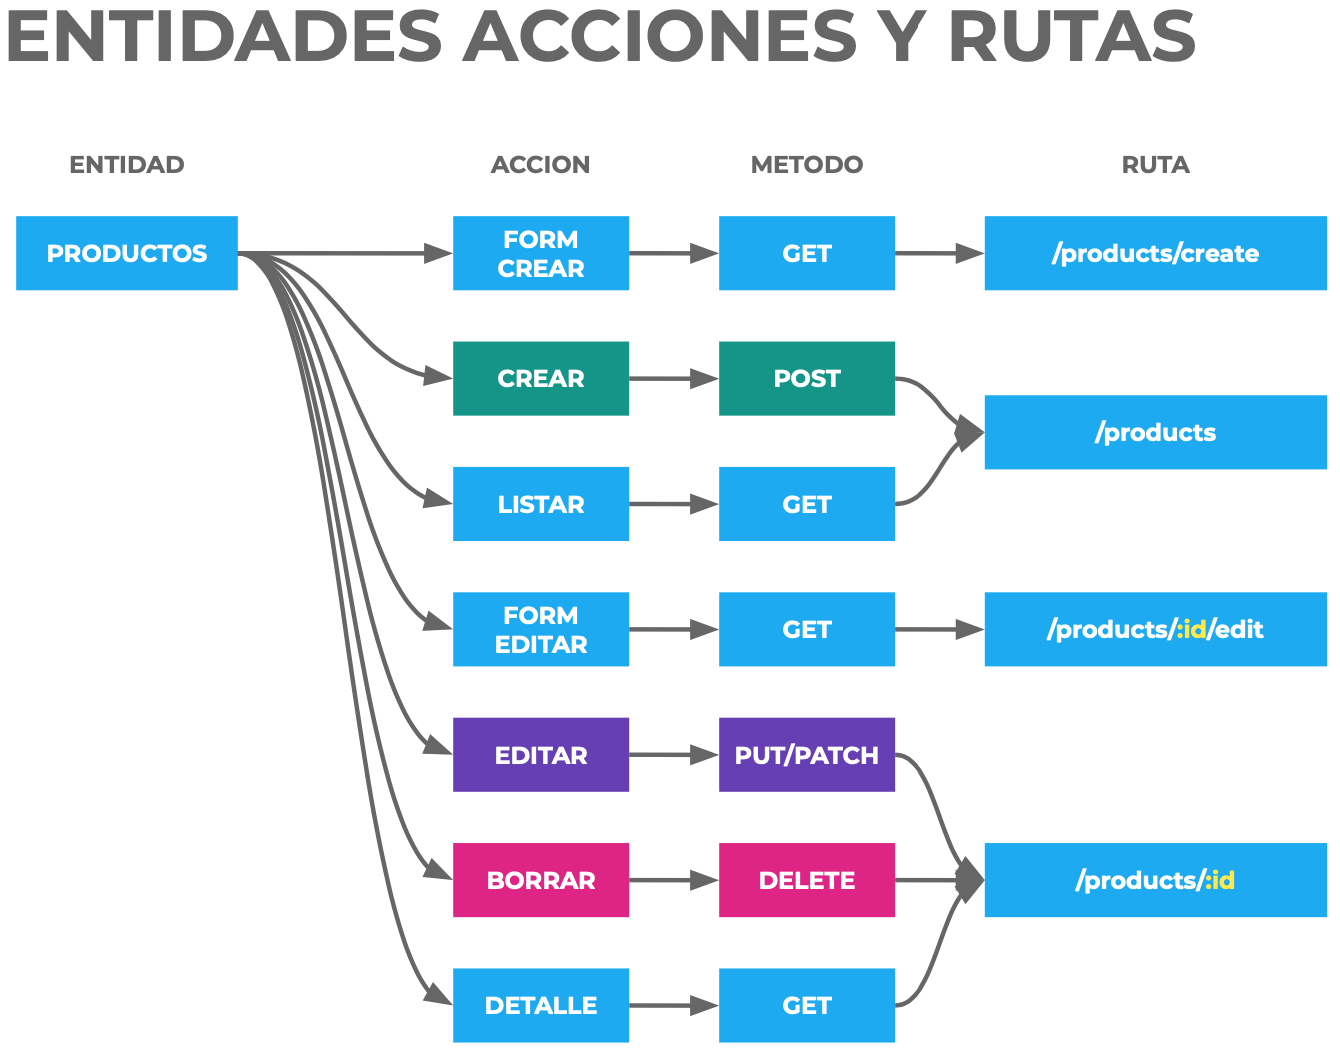 ENTIDADES ACCIONES Y RUTAS
ENTIDAD
ACCION
METODO
RUTA
PRODUCTOS
FORM
CREAR
GET
/products/create
CREAR
POST
/products
LISTAR
GET
FORM
EDITAR
GET
/products/:id/edit
EDITAR
PUT/PATCH
BORRAR
DELETE
/products/:id
DETALLE
GET